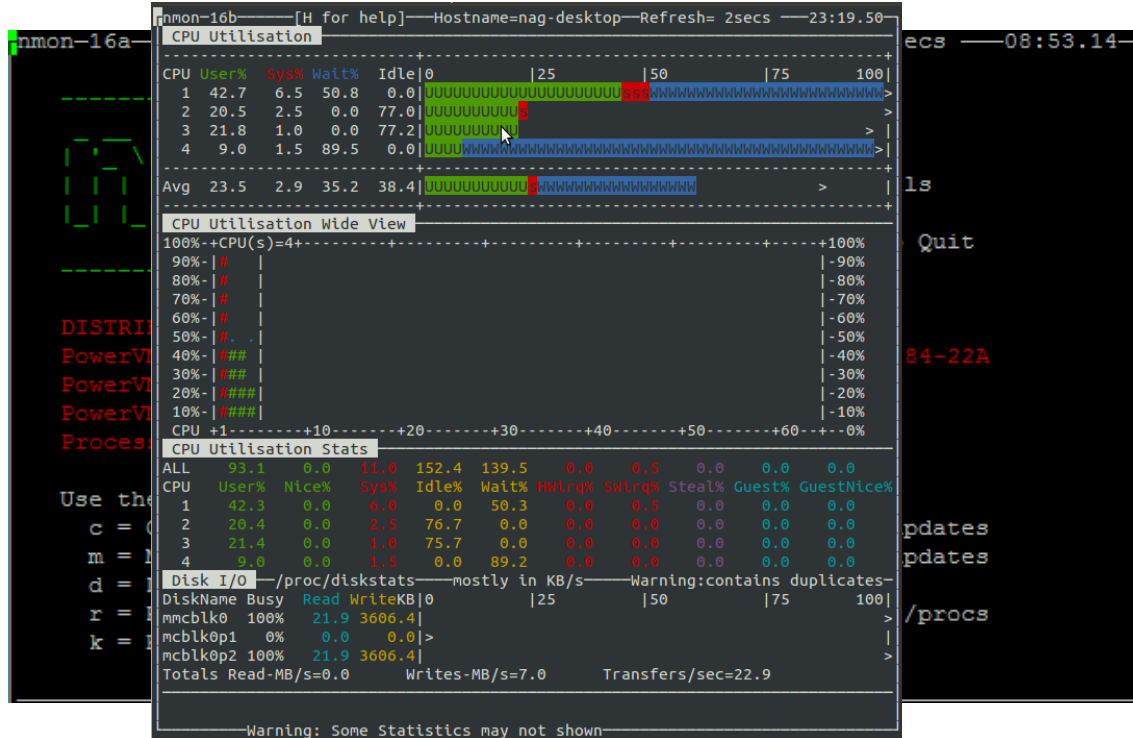 nmon-16b [H for help] Hostname=nag-desktop Refresh= 2secs 23:19.50
CPU Utilisation
CPU User% Sys% Wait% Idle|0 |25 |50 |75 100|
1 42.7 6.5 50.8 0.0|UUUUUUUUUUUUUUUUUUUUUsssWWWWWWWWWWWWWWWWWWWWWWWWW>
2 20.5 2.5 0.0 77.0|UUUUUUUUUUs >
3 21.8 1.0 0.0 77.2|UUUUUUUUUU > |
4 9.0 1.5 89.5 0.0|UUUUWWWWWWWWWWWWWWWWWWWWWWWWWWWWWWWWWWWWWWWWWWWW>|
Avg 23.5 2.9 35.2 38.4|UUUUUUUUUUUsWWWWWWWWWWWWWWWWW > |
CPU Utilisation Wide View
100%-+CPU(s)=4+---------+---------+---------+---------+---------+-----+100%
90%-|# | |-90%
80%-|# | |-80%
70%-|# | |-70%
60%-|# | |-60%
50%-|#. .| |-50%
40%-|### | |-40%
30%-|### | |-30%
20%-|####| |-20%
10%-|####| |-10%
CPU +1--------+10-------+20-------+30-------+40-------+50-------+60--+--0%
CPU Utilisation Stats
ALL 93.1 0.0 11.0 152.4 139.5 0.0 0.5 0.0 0.0 0.0
CPU User% Nice% Sys% Idle% Wait% HWirq% SWirq% Steal% Guest% GuestNice%
1 42.3 0.0 6.0 0.0 50.3 0.0 0.5 0.0 0.0 0.0
2 20.4 0.0 2.5 76.7 0.0 0.0 0.0 0.0 0.0 0.0
3 21.4 0.0 1.0 75.7 0.0 0.0 0.0 0.0 0.0 0.0
4 9.0 0.0 1.5 0.0 89.2 0.0 0.0 0.0 0.0 0.0
Disk I/O /proc/diskstats mostly in KB/s Warning:contains duplicates
DiskName Busy Read WriteKB|0 |25 |50 |75 100|
mmcblk0 100% 21.9 3606.4| >
mcblk0p1 0% 0.0 0.0|> |
mcblk0p2 100% 21.9 3606.4| >
Totals Read-MB/s=0.0 Writes-MB/s=7.0 Transfers/sec=22.9
Warning: Some Statistics may not shown
nmon-16a
ecs 08:53.14
ls
Quit
DISTRI
PowerVM
84-22A
PowerVM
PowerVM
Process
Use the
c =
pdates
m =
pdates
d =
r =
/procs
k =